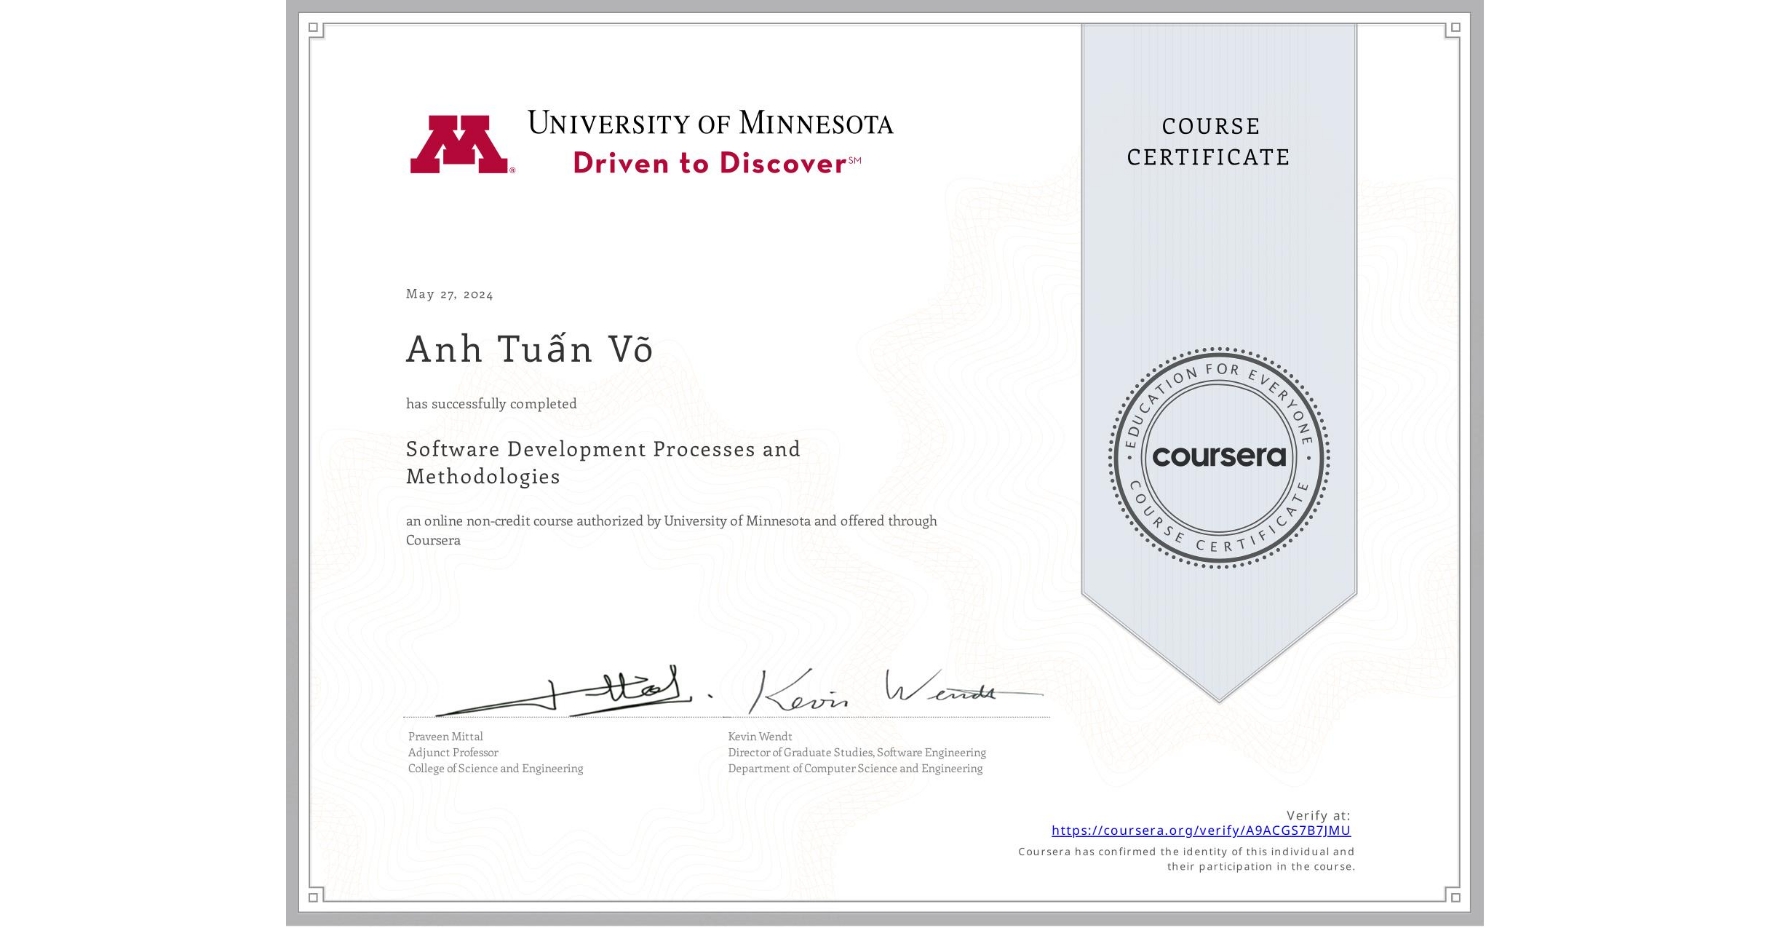 UNIVERSITY OF MINNESOTA
Driven to Discover℠
COURSE
CERTIFICATE
May 27, 2024
Anh Tuấn Võ
has successfully completed
Software Development Processes and
Methodologies
an online non-credit course authorized by University of Minnesota and offered through
Coursera
EDUCATION FOR EVERYONE
coursera
COURSE CERTIFICATE
Kevin Wendt
Praveen Mittal
Adjunct Professor
College of Science and Engineering
Kevin Wendt
Director of Graduate Studies, Software Engineering
Department of Computer Science and Engineering
Verify at:
https://coursera.org/verify/A9ACGS7B7JMU
Coursera has confirmed the identity of this individual and
their participation in the course.